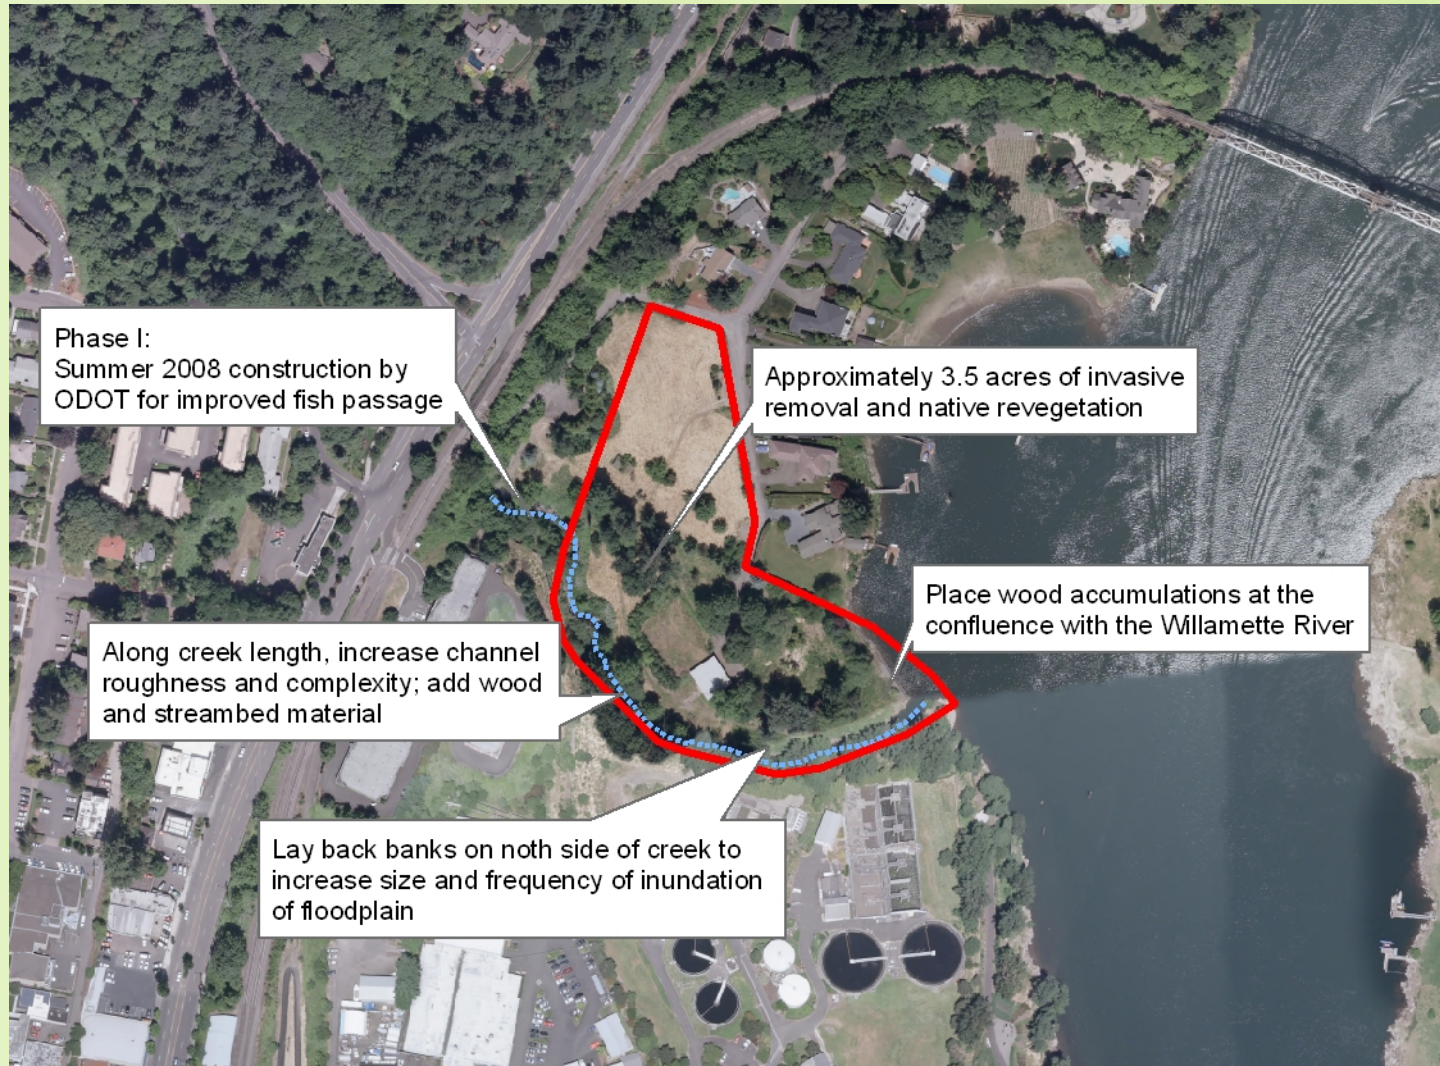 Phase I:
Summer 2008 construction by
ODOT for improved fish passage
Approximately 3.5 acres of invasive
removal and native revegetation
Place wood accumulations at the
confluence with the Willamette River
Along creek length, increase channel
roughness and complexity; add wood
and streambed material
Lay back banks on noth side of creek to
increase size and frequency of inundation
of floodplain